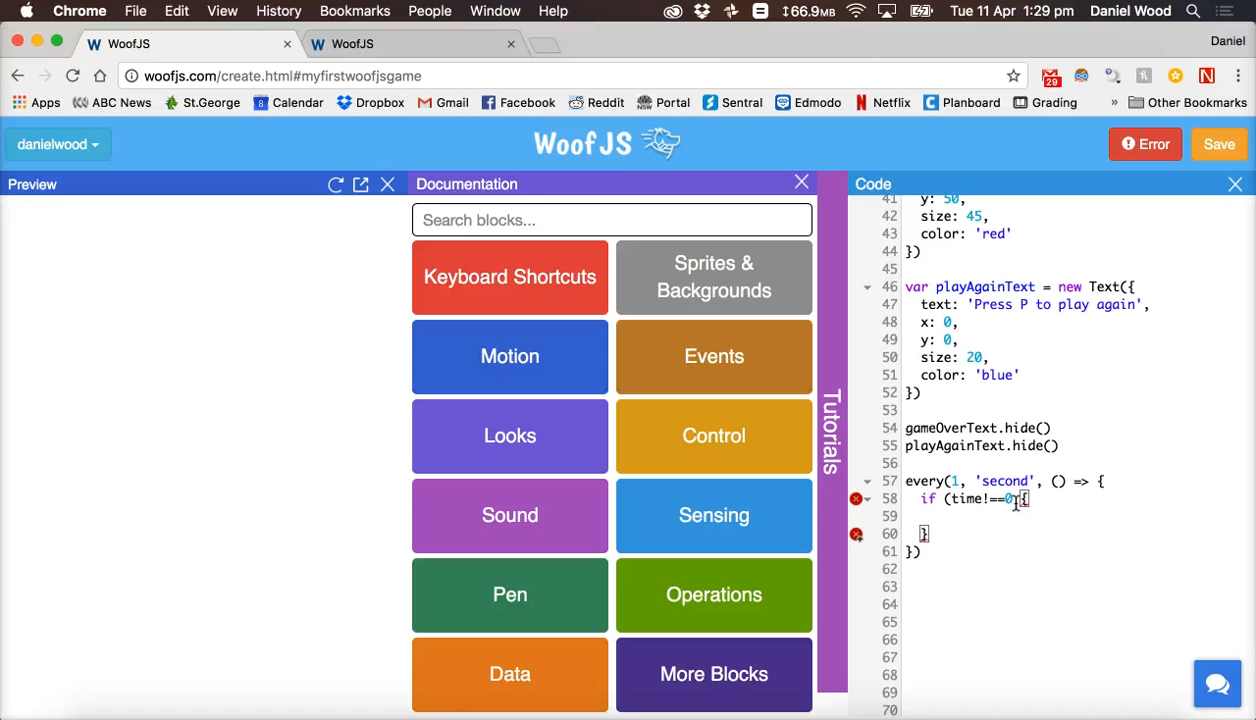 Chrome File Edit View History Bookmarks People Window Help 66.9MB Tue 11 Apr 1:29 pm Daniel Wood
WoofJS WoofJS Daniel
woofjs.com/create.html#myfirstwoofjsgame 29
Apps ABC News St.George 8 Calendar Dropbox Gmail Facebook Reddit Portal Sentral Edmodo Netflix Planboard Grading » Other Bookmarks
danielwood WoofJS Error Save
Preview Documentation Code
Search blocks...
Keyboard Shortcuts
Sprites & Backgrounds
Motion
Events
Looks
Control
Sound
Sensing
Pen
Operations
Data
More Blocks
Tutorials
41 y: 50,
42 size: 45,
43 color: 'red'
44 })
45
46 var playAgainText = new Text({
47 text: 'Press P to play again',
48 x: 0,
49 y: 0,
50 size: 20,
51 color: 'blue'
52 })
53
54 gameOverText.hide()
55 playAgainText.hide()
56
57 every(1, 'second', () => {
58 if (time!==0 {
59
60 }
61 })
62
63
64
65
66
67
68
69
70